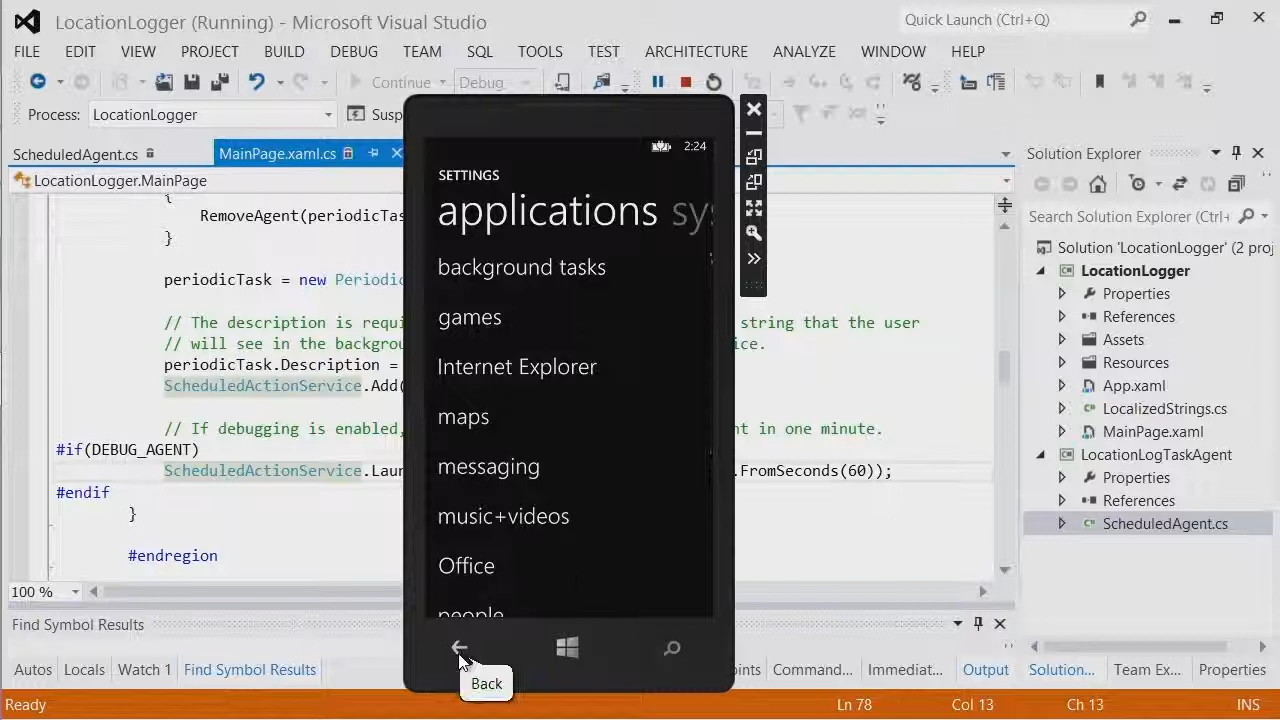 LocationLogger (Running) - Microsoft Visual Studio
Quick Launch (Ctrl+Q)
FILE EDIT VIEW PROJECT BUILD DEBUG TEAM SQL TOOLS TEST ARCHITECTURE ANALYZE WINDOW HELP
Continue Debug
Process: LocationLogger Susp
ScheduledAgent.cs MainPage.xaml.cs
LocationLogger.MainPage
{
RemoveAgent(periodicTas
}
periodicTask = new Periodic
// The description is requi string that the user
// will see in the backgrou ice.
periodicTask.Description =
ScheduledActionService.Add(
// If debugging is enabled, nt in one minute.
#if(DEBUG_AGENT)
ScheduledActionService.Laun .FromSeconds(60));
#endif
}
#endregion
100 %
2:24
SETTINGS
applications sys
background tasks
games
Internet Explorer
maps
messaging
music+videos
Office
people
Back
Solution Explorer
Search Solution Explorer (Ctrl+
Solution 'LocationLogger' (2 proj
LocationLogger
Properties
References
Assets
Resources
App.xaml
LocalizedStrings.cs
MainPage.xaml
LocationLogTaskAgent
Properties
References
ScheduledAgent.cs
Find Symbol Results
Autos Locals Watch 1 Find Symbol Results oints Command... Immediat... Output Solution... Team Ex... Properties
Ready Ln 78 Col 13 Ch 13 INS